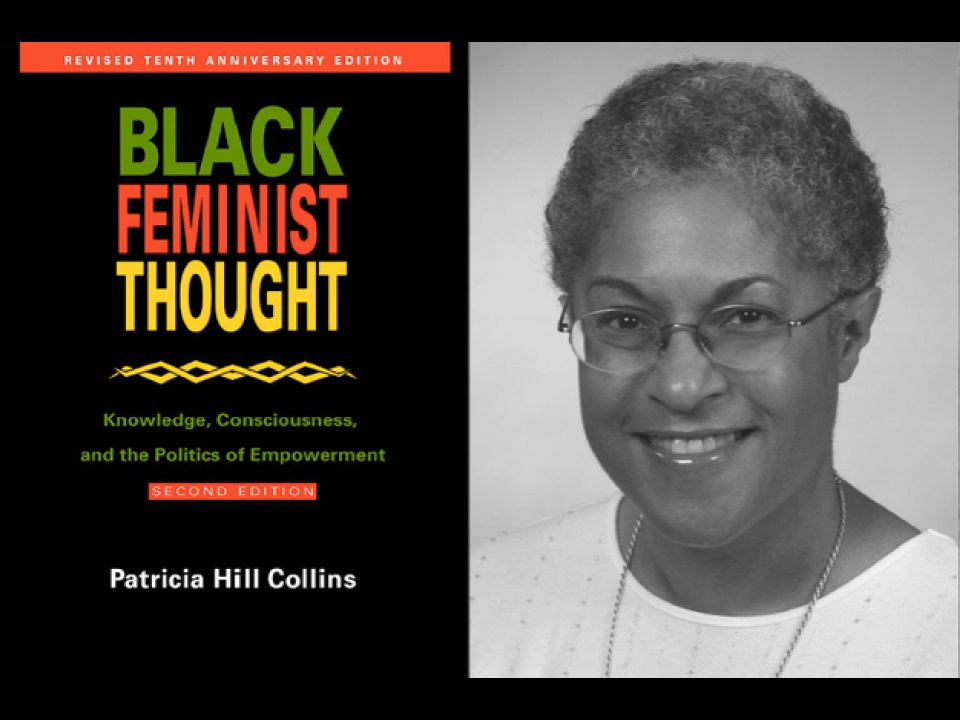 REVISED TENTH ANNIVERSARY EDITION
BLACK
FEMINIST
THOUGHT
Knowledge, Consciousness,
and the Politics of Empowerment
SECOND EDITION
Patricia Hill Collins